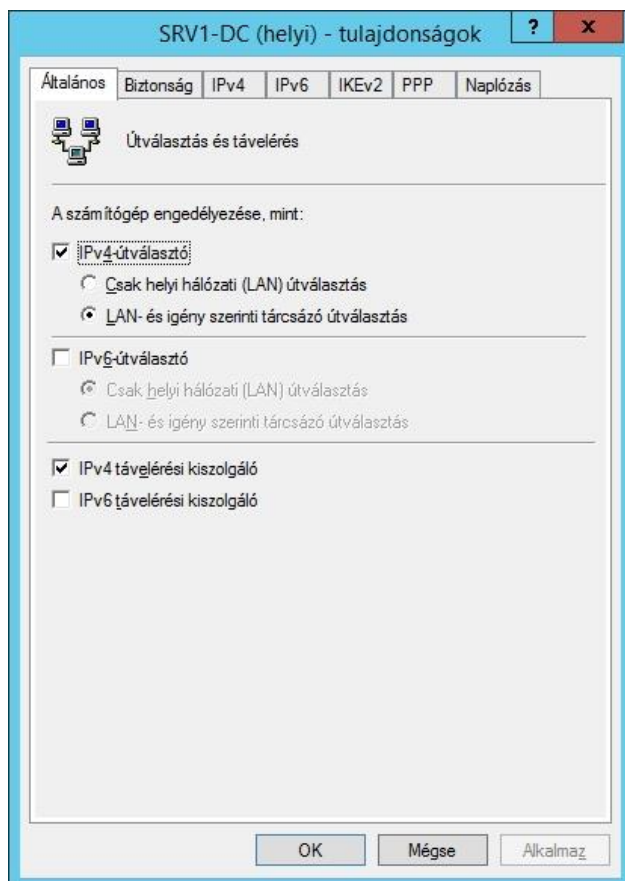 SRV1-DC (helyi) - tulajdonságok
?
x
Általános
Biztonság
IPv4
IPv6
IKEv2
PPP
Naplózás
Útválasztás és távelérés
A számítógép engedélyezése, mint:
IPv4-útválasztó
Csak helyi hálózati (LAN) útválasztás
LAN- és igény szerinti tárcsázó útválasztás
IPv6-útválasztó
Csak helyi hálózati (LAN) útválasztás
LAN- és igény szerinti tárcsázó útválasztás
IPv4 távelérési kiszolgáló
IPv6 távelérési kiszolgáló
OK
Mégse
Alkalmaz